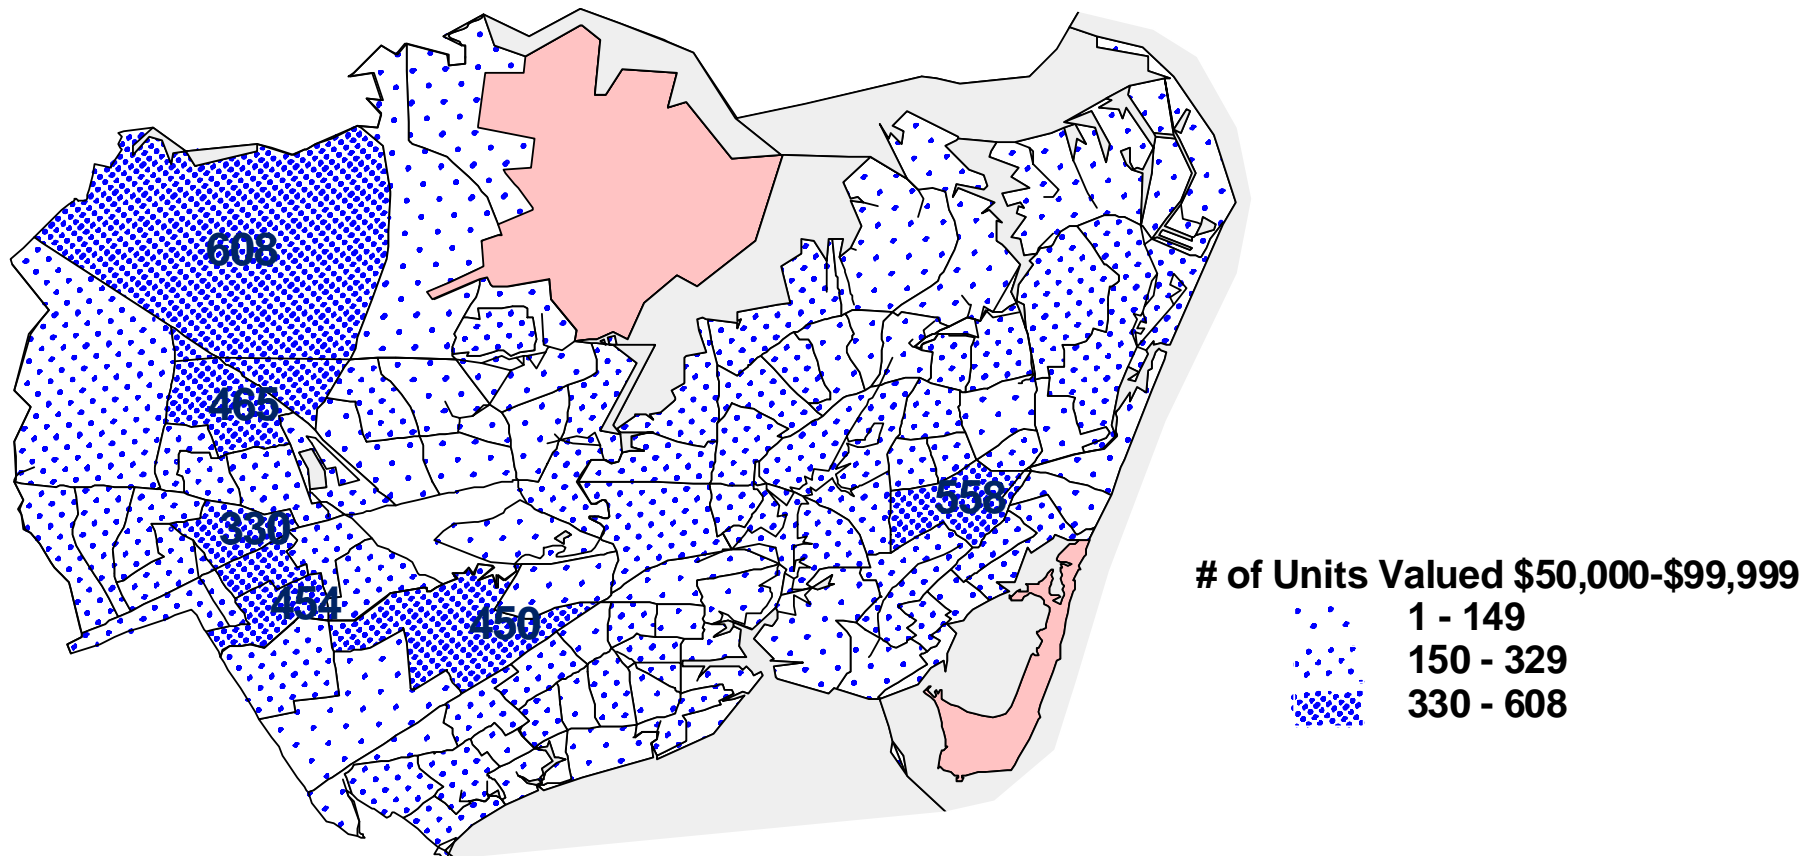 608
465
330
558
454
450
# of Units Valued $50,000-$99,999
1 - 149
150 - 329
330 - 608